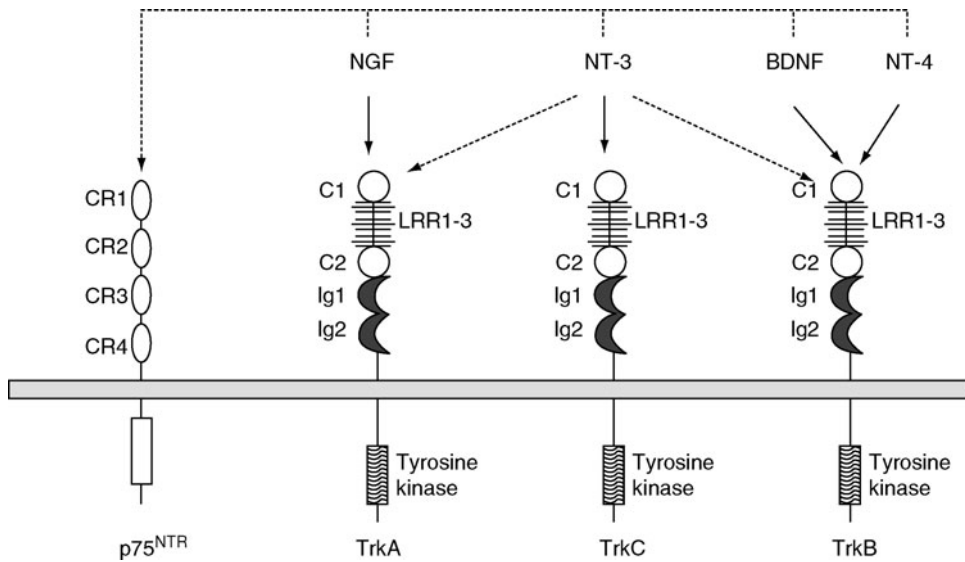 NGF
NT-3
BDNF
NT-4
CR1
CR2
CR3
CR4
C1
LRR1-3
C2
Ig1
Ig2
C1
LRR1-3
C2
Ig1
Ig2
C1
LRR1-3
C2
Ig1
Ig2
Tyrosine
kinase
Tyrosine
kinase
Tyrosine
kinase
p75NTR
TrkA
TrkC
TrkB